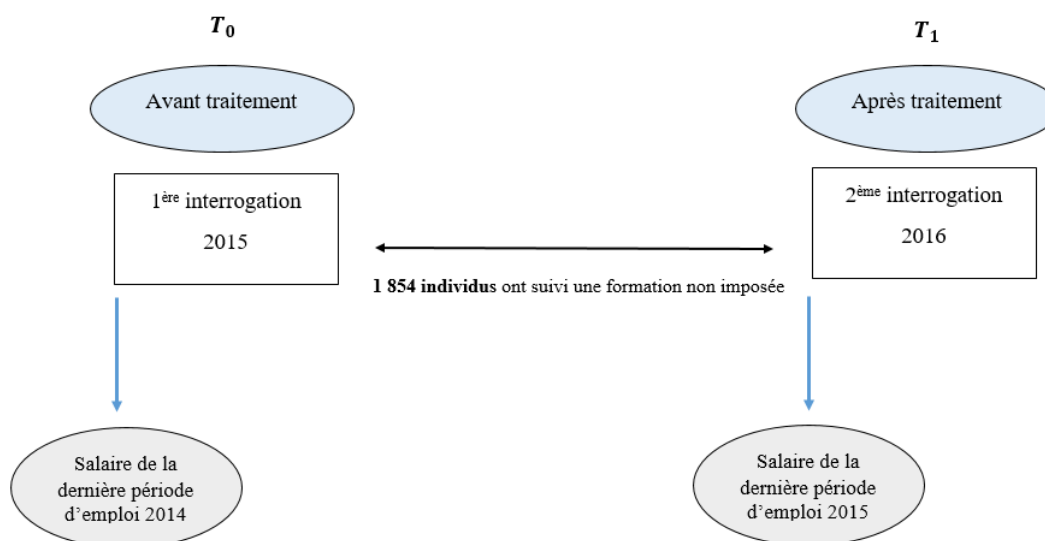 T₀
T₁
Avant traitement
Après traitement
1ère interrogation
2015
2ème interrogation
2016
1 854 individus ont suivi une formation non imposée
Salaire de la
dernière période
d’emploi 2014
Salaire de la
dernière période
d’emploi 2015